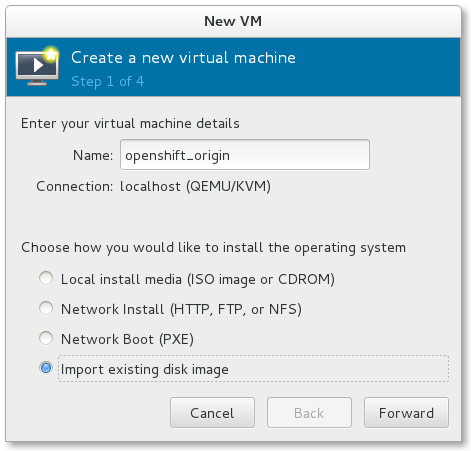 New VM
Create a new virtual machine
Step 1 of 4
Enter your virtual machine details
Name: openshift_origin
Connection: localhost (QEMU/KVM)
Choose how you would like to install the operating system
Local install media (ISO image or CDROM)
Network Install (HTTP, FTP, or NFS)
Network Boot (PXE)
Import existing disk image
Cancel Back Forward